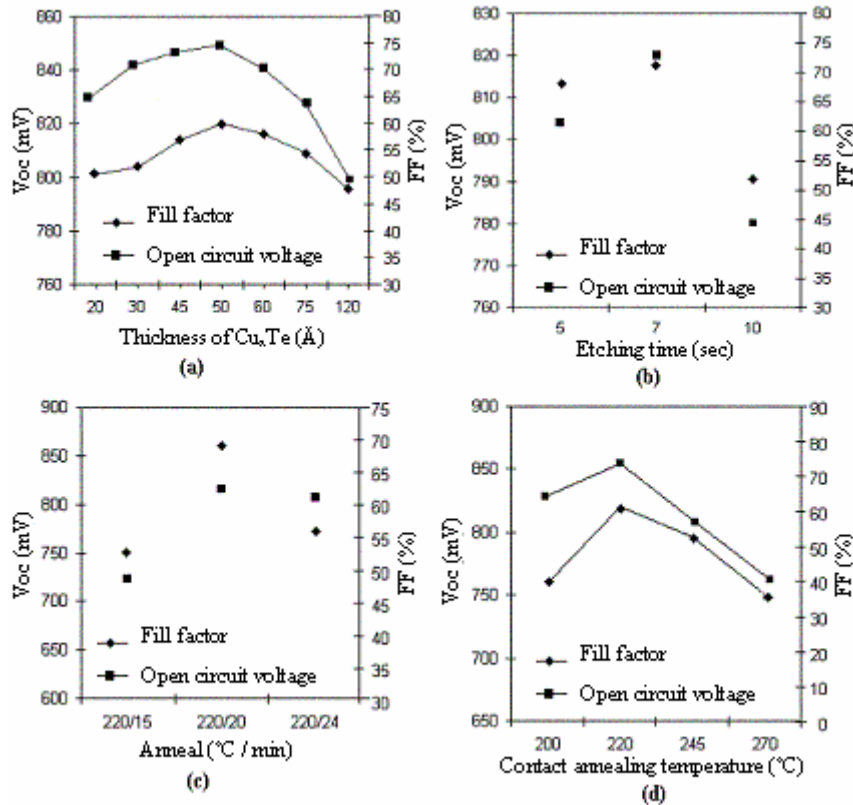 860
840
820
800
780
760
Voc (mV)
80
75
70
65
60
55
50
45
40
35
30
FF (%)
Fill factor
Open circuit voltage
20 30 45 50 60 75 120
Thickness of CuxTe (Å)
(a)
830
820
810
800
790
780
770
760
Voc (mV)
80
75
70
65
60
55
50
45
40
35
30
FF (%)
Fill factor
Open circuit voltage
5 7 10
Etching time (sec)
(b)
900
850
800
750
700
650
600
Voc (mV)
75
70
65
60
55
50
45
40
35
30
FF (%)
Fill factor
Open circuit voltage
220/15 220/20 220/24
Anneal (°C / min)
(c)
900
850
800
750
700
650
Voc (mV)
90
80
70
60
50
40
30
20
10
0
FF (%)
Fill factor
Open circuit voltage
200 220 245 270
Contact annealing temperature (°C)
(d)